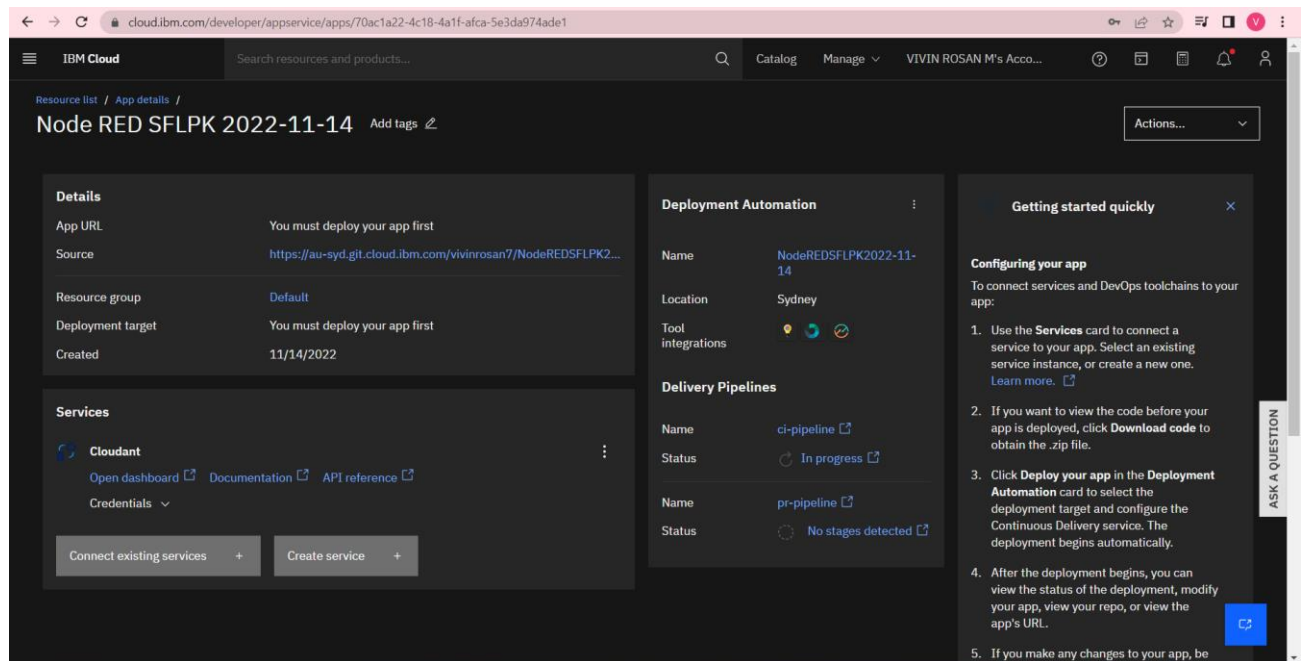 cloud.ibm.com/developer/appservice/apps/70ac1a22-4c18-4a1f-afca-5e3da974ade1
V
IBM Cloud
Search resources and products...
Catalog
Manage
VIVIN ROSAN M's Acco...
Resource list / App details /
Node RED SFLPK 2022-11-14
Add tags
Actions...
Details
App URL
You must deploy your app first
Source
https://au-syd.git.cloud.ibm.com/vivinrosan7/NodeREDSFLPK2...
Resource group
Default
Deployment target
You must deploy your app first
Created
11/14/2022
Services
Cloudant
Open dashboard
Documentation
API reference
Credentials
Connect existing services +
Create service +
Deployment Automation
Name
NodeREDSFLPK2022-11-
14
Location
Sydney
Tool
integrations
Delivery Pipelines
Name
ci-pipeline
Status
In progress
Name
pr-pipeline
Status
No stages detected
Getting started quickly
Configuring your app
To connect services and DevOps toolchains to your
app:
1. Use the Services card to connect a
service to your app. Select an existing
service instance, or create a new one.
Learn more.
2. If you want to view the code before your
app is deployed, click Download code to
obtain the .zip file.
3. Click Deploy your app in the Deployment
Automation card to select the
deployment target and configure the
Continuous Delivery service. The
deployment begins automatically.
4. After the deployment begins, you can
view the status of the deployment, modify
your app, view your repo, or view the
app's URL.
5. If you make any changes to your app, be
ASK A QUESTION